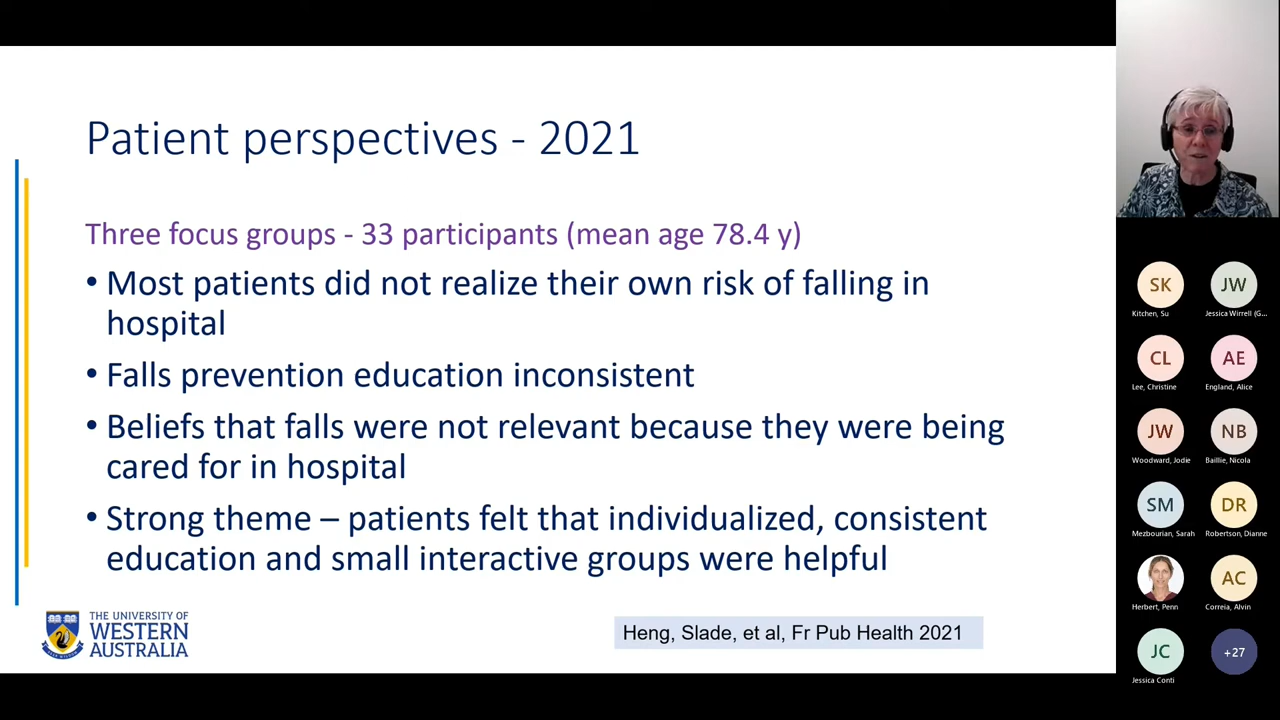 Patient perspectives - 2021
Three focus groups - 33 participants (mean age 78.4 y)
• Most patients did not realize their own risk of falling in
hospital
• Falls prevention education inconsistent
• Beliefs that falls were not relevant because they were being
cared for in hospital
• Strong theme – patients felt that individualized, consistent
education and small interactive groups were helpful
THE UNIVERSITY OF
WESTERN
AUSTRALIA
Heng, Slade, et al, Fr Pub Health 2021
SK
Kitchen, Su
JW
Jessica Wirrell (G...
CL
Lee, Christine
AE
England, Alice
JW
Woodward, Jodie
NB
Baillie, Nicola
SM
Mezbourian, Sarah
DR
Robertson, Dianne
Herbert, Penn
AC
Correia, Alvin
JC
Jessica Conti
+27